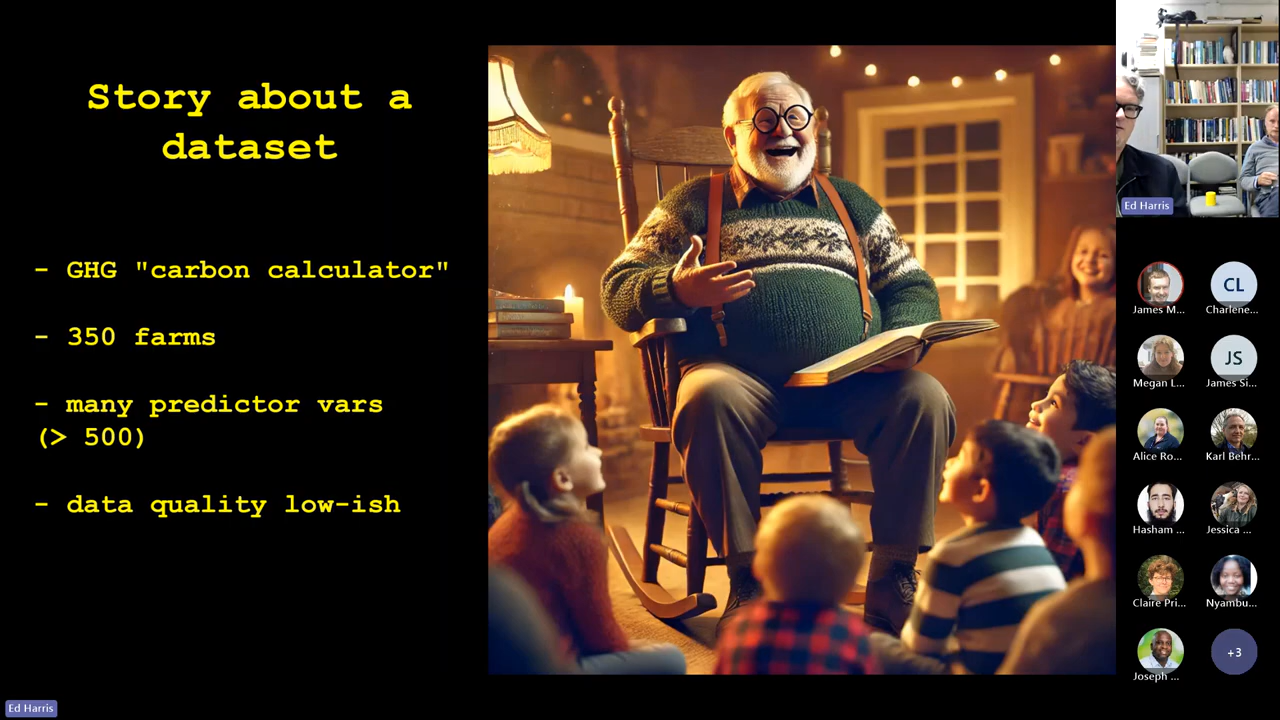 Story about a
dataset
- GHG "carbon calculator"
- 350 farms
- many predictor vars
(> 500)
- data quality low-ish
Ed Harris
Ed Harris
James M...
CL
Charlene...
Megan L...
JS
James Si...
Alice Ro...
Karl Behr...
Hasham ...
Jessica ...
Claire Pri...
Nyambu...
Joseph ...
+3